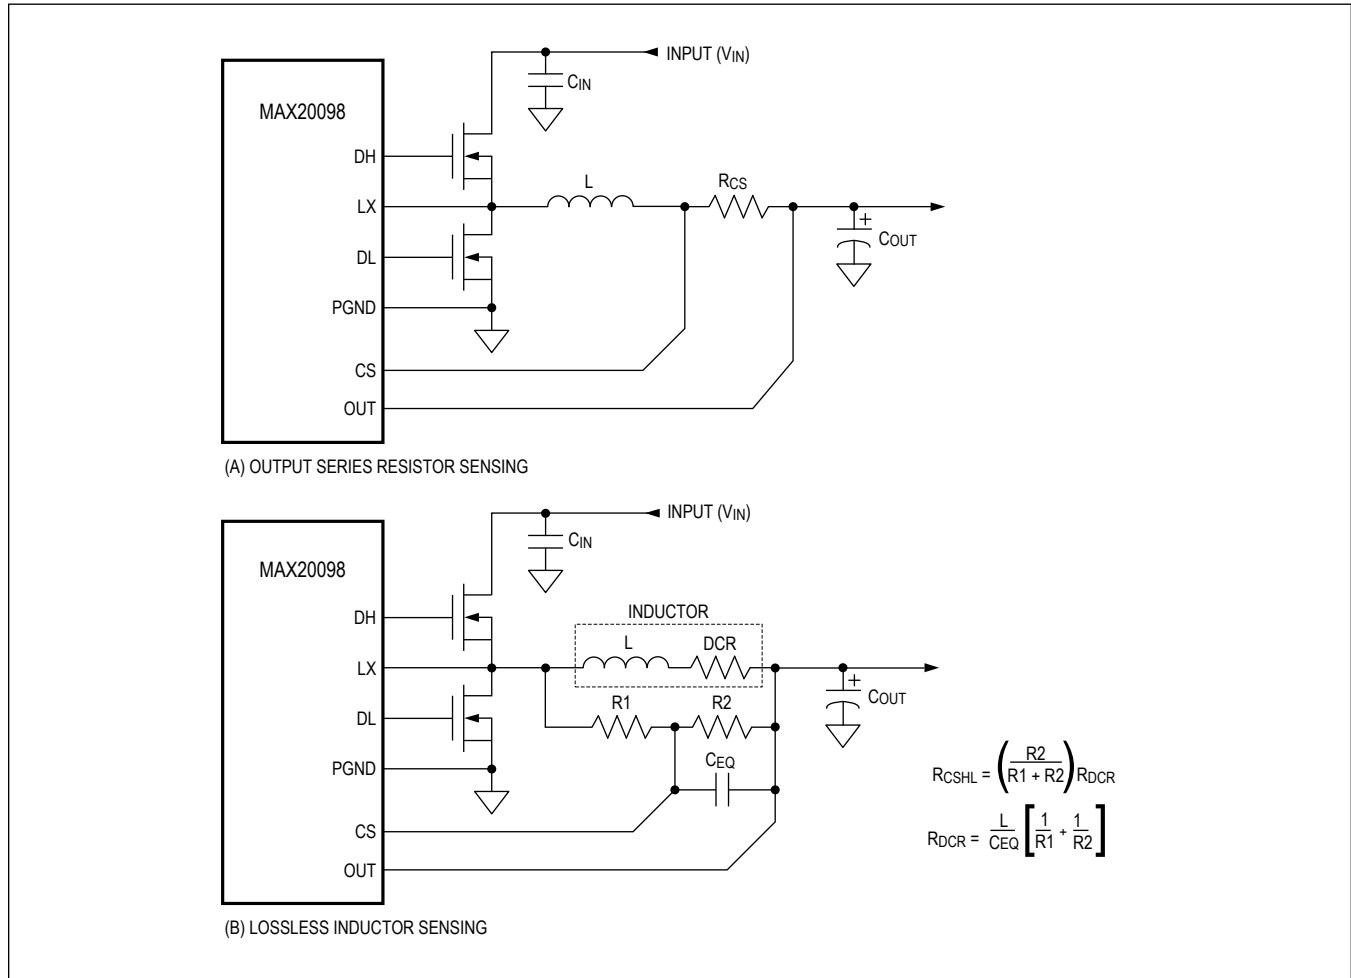 INPUT (VIN)
CIN
MAX20098
DH
LX
L
RCS
DL
+
COUT
PGND
CS
OUT
(A) OUTPUT SERIES RESISTOR SENSING
INPUT (VIN)
CIN
MAX20098
DH
INDUCTOR
LX
L
DCR
DL
R1
R2
+
COUT
CEQ
PGND
CS
OUT
RCSHL = (R2 / (R1 + R2)) RDCR
RDCR = L / CEQ [1 / R1 + 1 / R2]
(B) LOSSLESS INDUCTOR SENSING